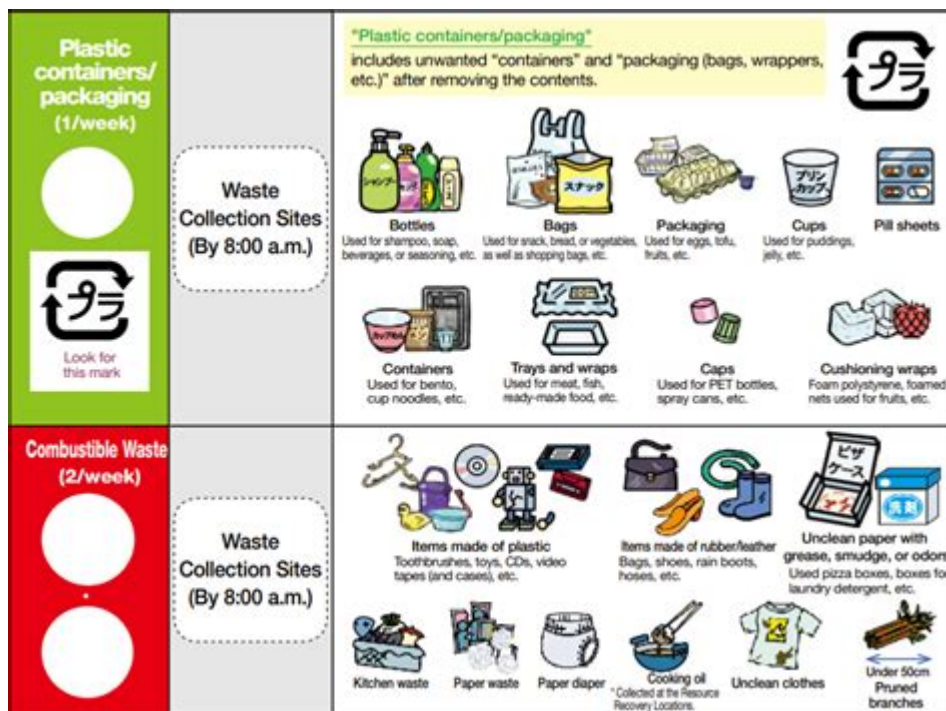 Plastic
containers/
packaging
(1/week)
プラ
Look for
this mark
Waste
Collection Sites
(By 8:00 a.m.)
"Plastic containers/packaging"
includes unwanted "containers" and "packaging (bags, wrappers,
etc.)" after removing the contents.
プラ
シャンプー
スナック
プリン
カップ
Bottles
Used for shampoo, soap,
beverages, or seasoning, etc.
Bags
Used for snack, bread, or vegetables,
as well as shopping bags, etc.
Packaging
Used for eggs, tofu,
fruits, etc.
Cups
Used for puddings,
jelly, etc.
Pill sheets
Containers
Used for bento,
cup noodles, etc.
Trays and wraps
Used for meat, fish,
ready-made food, etc.
Caps
Used for PET bottles,
spray cans, etc.
Cushioning wraps
Foam polystyrene, foamed
nets used for fruits, etc.
Combustible Waste
(2/week)
Waste
Collection Sites
(By 8:00 a.m.)
ピザ
ケース
洗剤
Items made of plastic
Toothbrushes, toys, CDs, video
tapes (and cases), etc.
Items made of rubber/leather
Bags, shoes, rain boots,
hoses, etc.
Unclean paper with
grease, smudge, or odors
Used pizza boxes, boxes for
laundry detergent, etc.
Kitchen waste
Paper waste
Paper diaper
Cooking oil
* Collected at the Resource
Recovery Locations.
Unclean clothes
Under 50cm
Pruned
branches